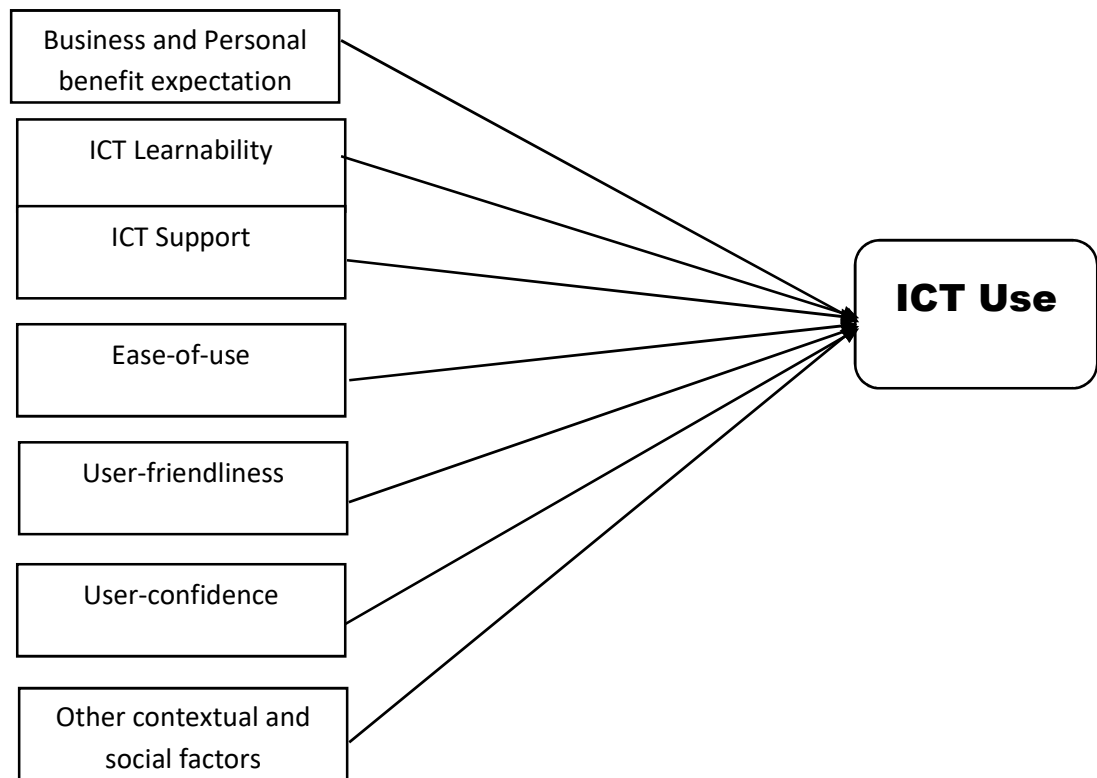 Business and Personal
benefit expectation
ICT Learnability
ICT Support
ICT Use
Ease-of-use
User-friendliness
User-confidence
Other contextual and
social factors